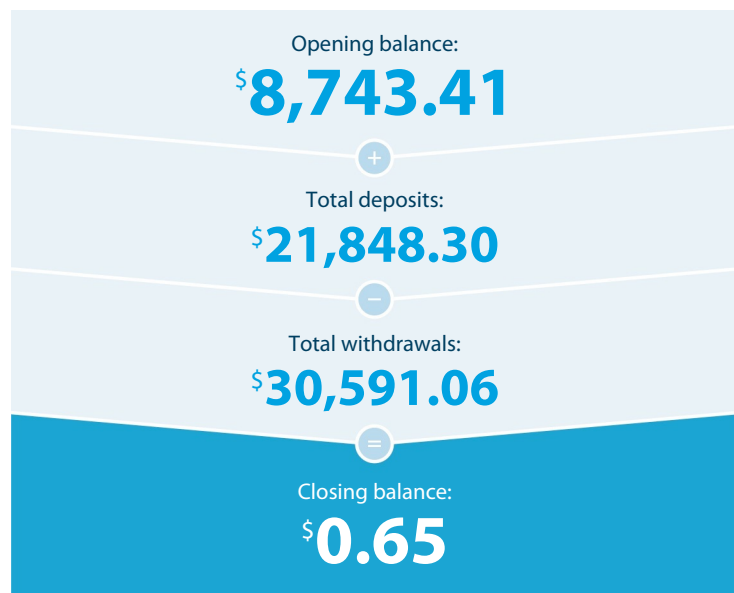 Opening balance:
$8,743.41
+
Total deposits:
$21,848.30
−
Total withdrawals:
$30,591.06
=
Closing balance:
$0.65